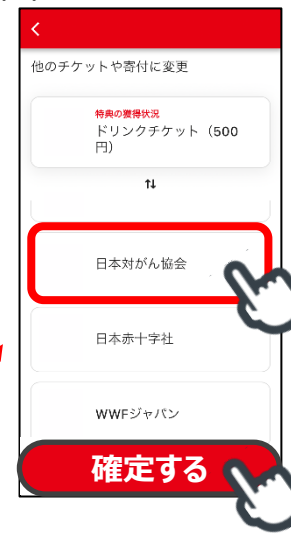 他のチケットや寄付に変更
特典の獲得状況
ドリンクチケット（500
円）
日本対がん協会
日本赤十字社
WWFジャパン
確定する